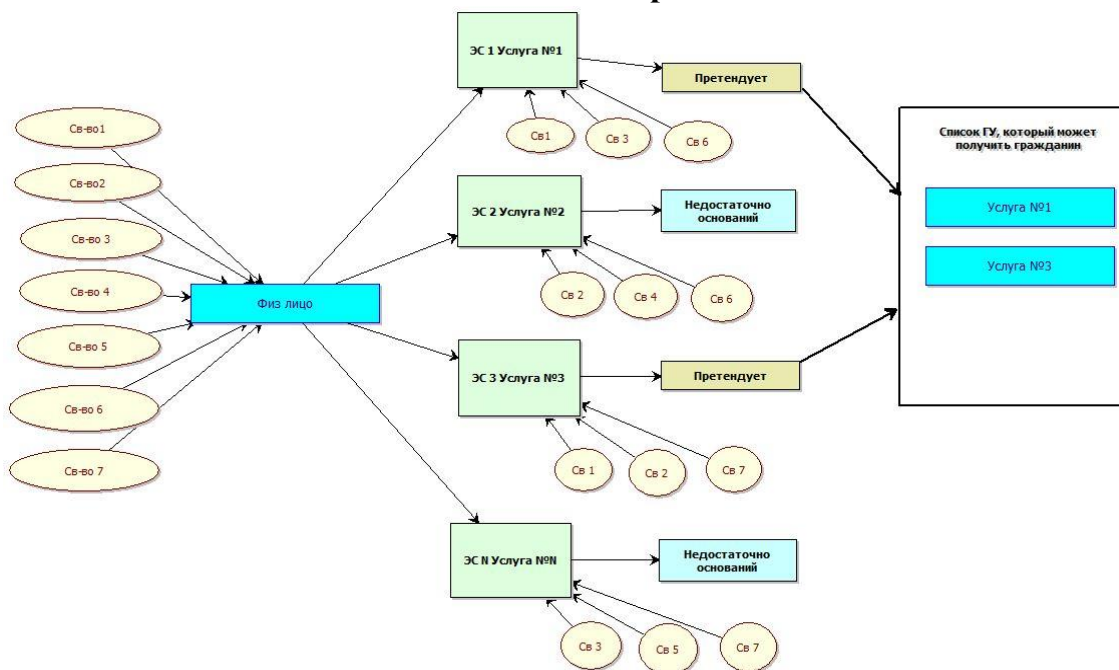 ЭС 1 Услуга №1
Претендует
Св1
Св 3
Св 6
Св-во1
Св-во2
Св-во 3
Св-во 4
Св-во 5
Св-во 6
Св-во 7
Физ лицо
ЭС 2 Услуга №2
Недостаточно
оснований
Св 2
Св 4
Св 6
ЭС 3 Услуга №3
Претендует
Св 1
Св 2
Св 7
ЭС N Услуга №N
Недостаточно
оснований
Св 3
Св 5
Св 7
Список ГУ, который может
получить гражданин
Услуга №1
Услуга №3